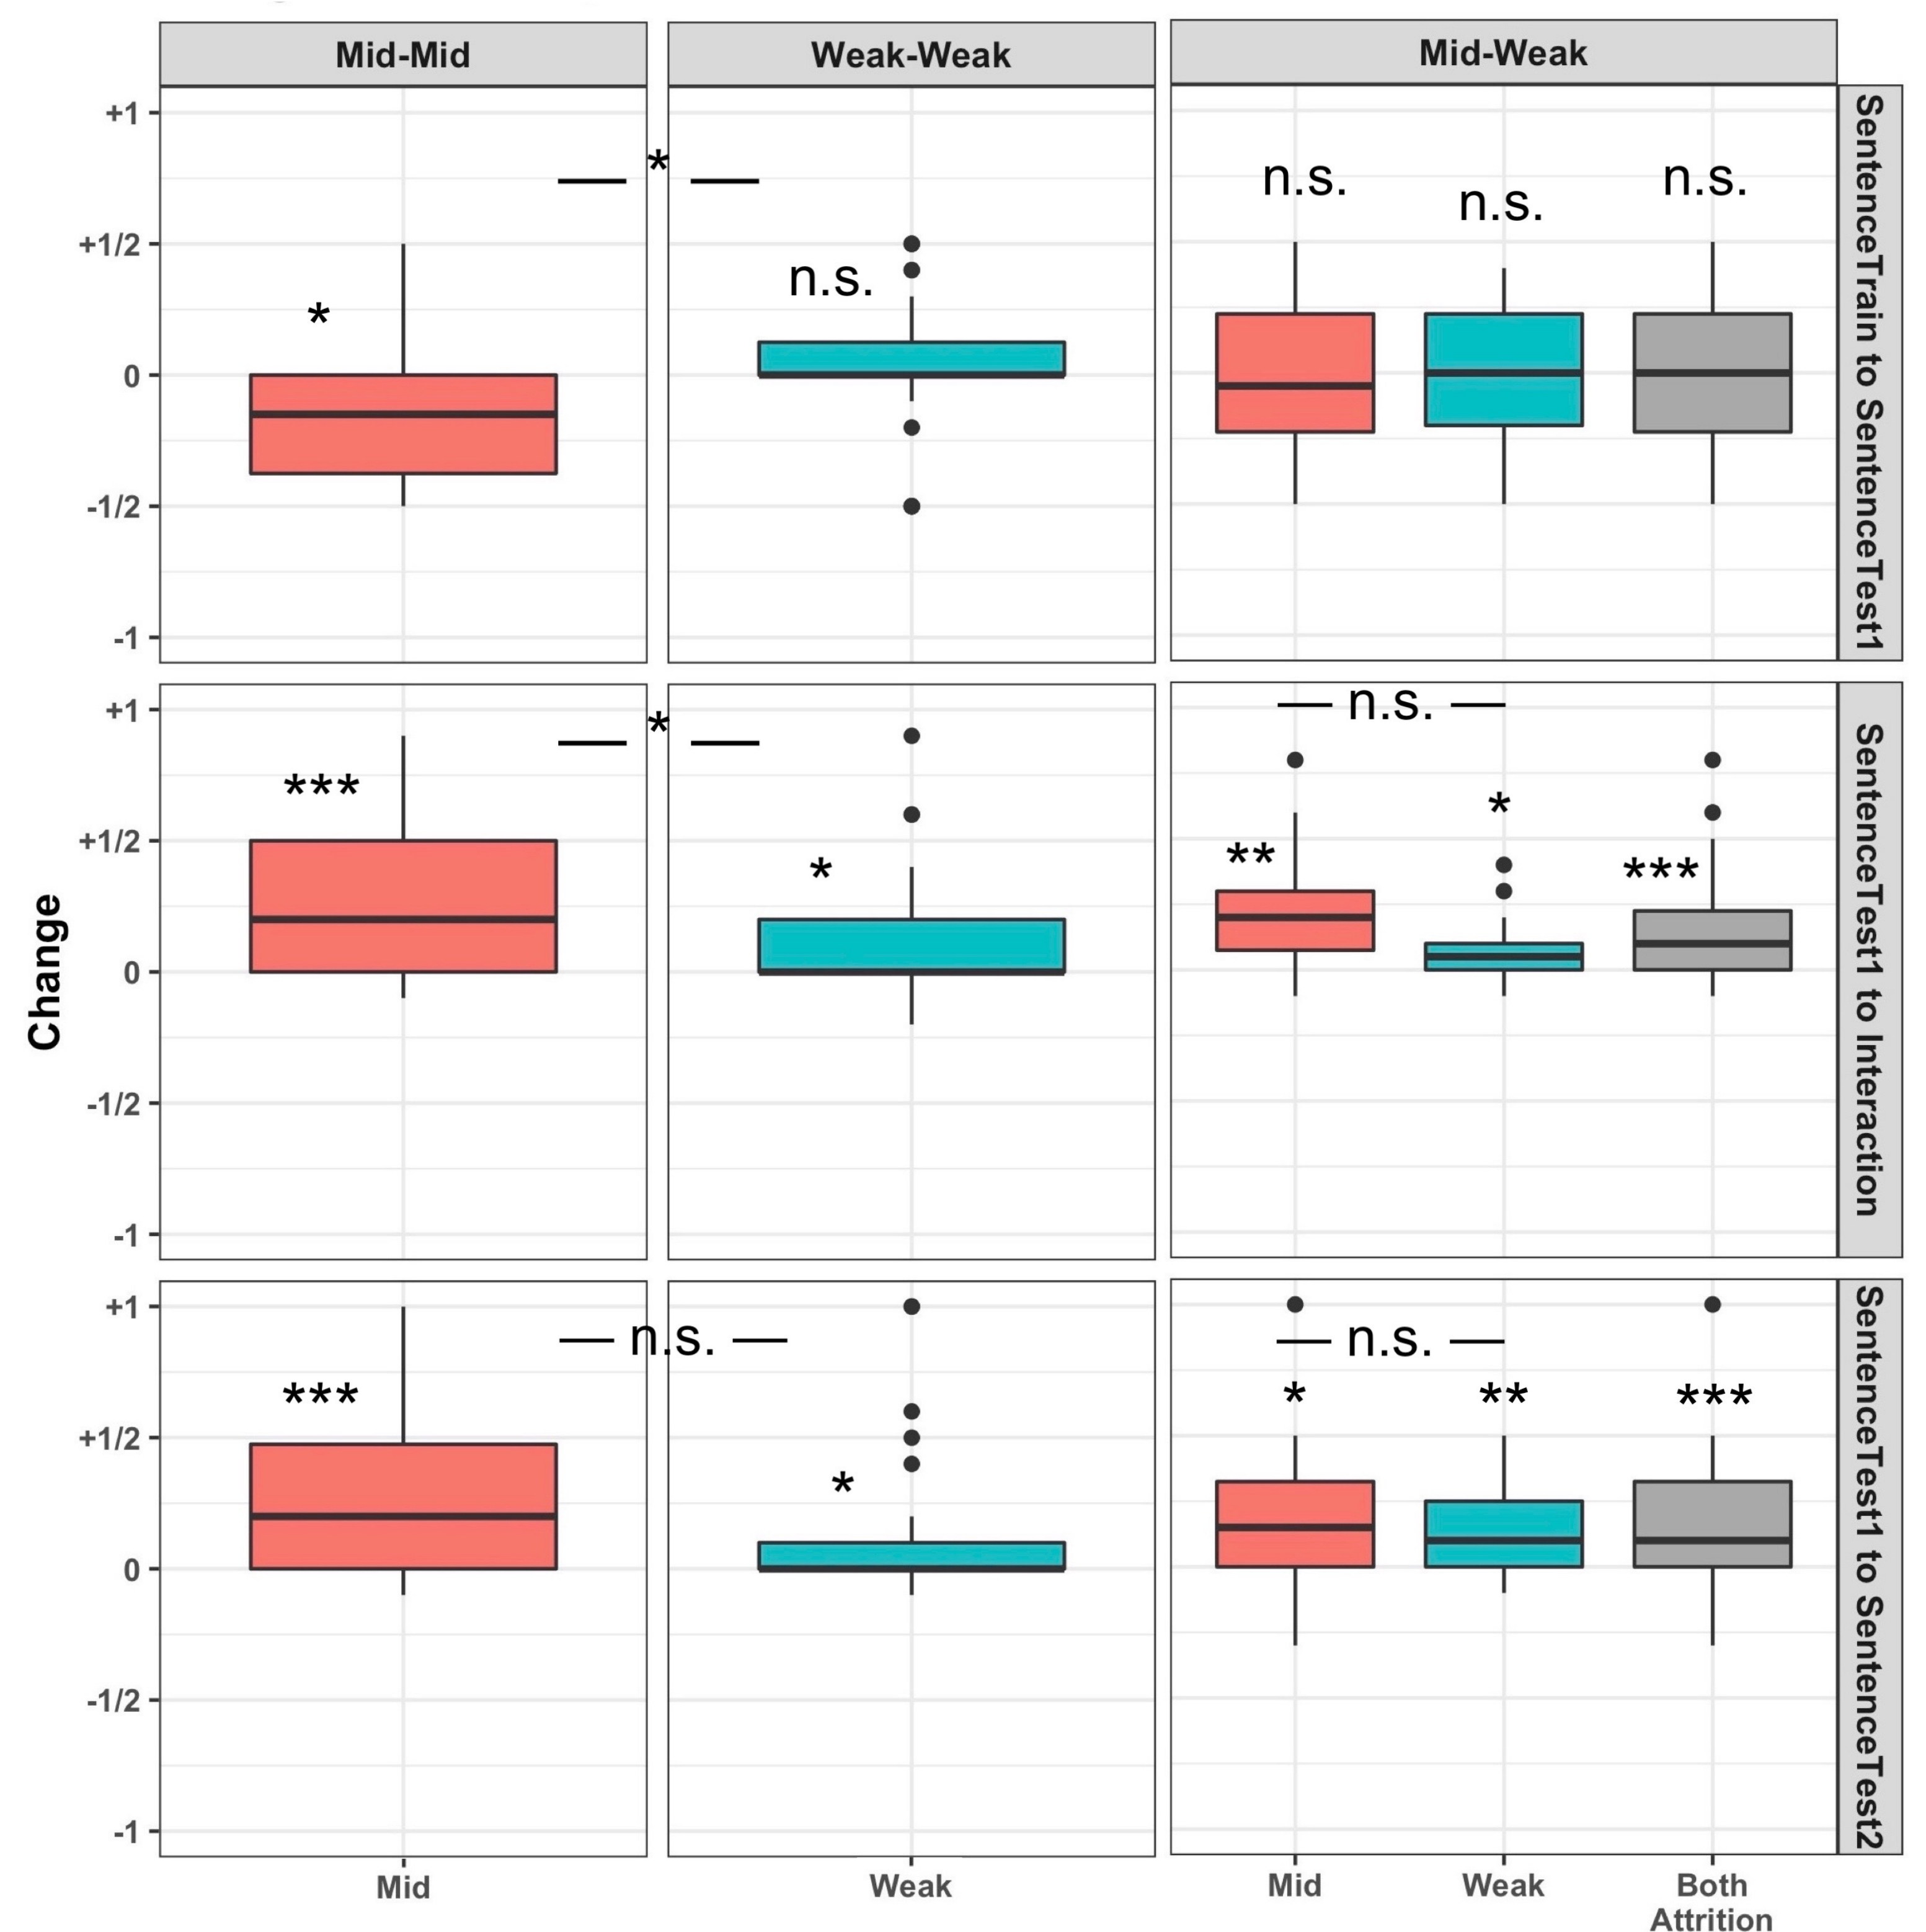 Mid-Mid
Weak-Weak
Mid-Weak
Change
+1
+1/2
0
-1/2
-1
*
*
n.s.
n.s.
n.s.
n.s.
SentenceTrain to SentenceTest1
+1
+1/2
0
-1/2
-1
***
*
*
n.s.
**
*
***
SentenceTest1 to Interaction
+1
+1/2
0
-1/2
-1
***
n.s.
*
n.s.
*
**
***
SentenceTest1 to SentenceTest2
Mid
Weak
Mid
Weak
Both
Attrition